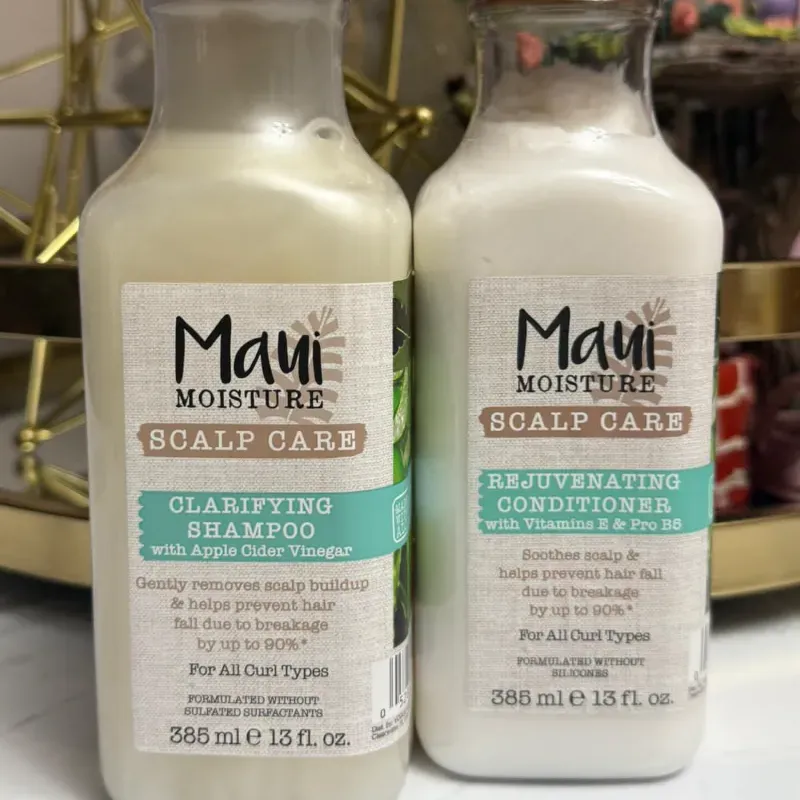 Maui
MOISTURE
SCALP CARE
CLARIFYING
SHAMPOO
with Apple Cider Vinegar
Gently removes scalp buildup
& helps prevent hair
fall due to breakage
by up to 90%*
For All Curl Types
FORMULATED WITHOUT
SULFATED SURFACTANTS
385 ml ℮ 13 fl. oz.
Maui
MOISTURE
SCALP CARE
REJUVENATING
CONDITIONER
with Vitamins E & Pro B5
Soothes scalp &
helps prevent hair fall
due to breakage
by up to 90%*
For All Curl Types
FORMULATED WITHOUT
SILICONES
385 ml ℮ 13 fl. oz.